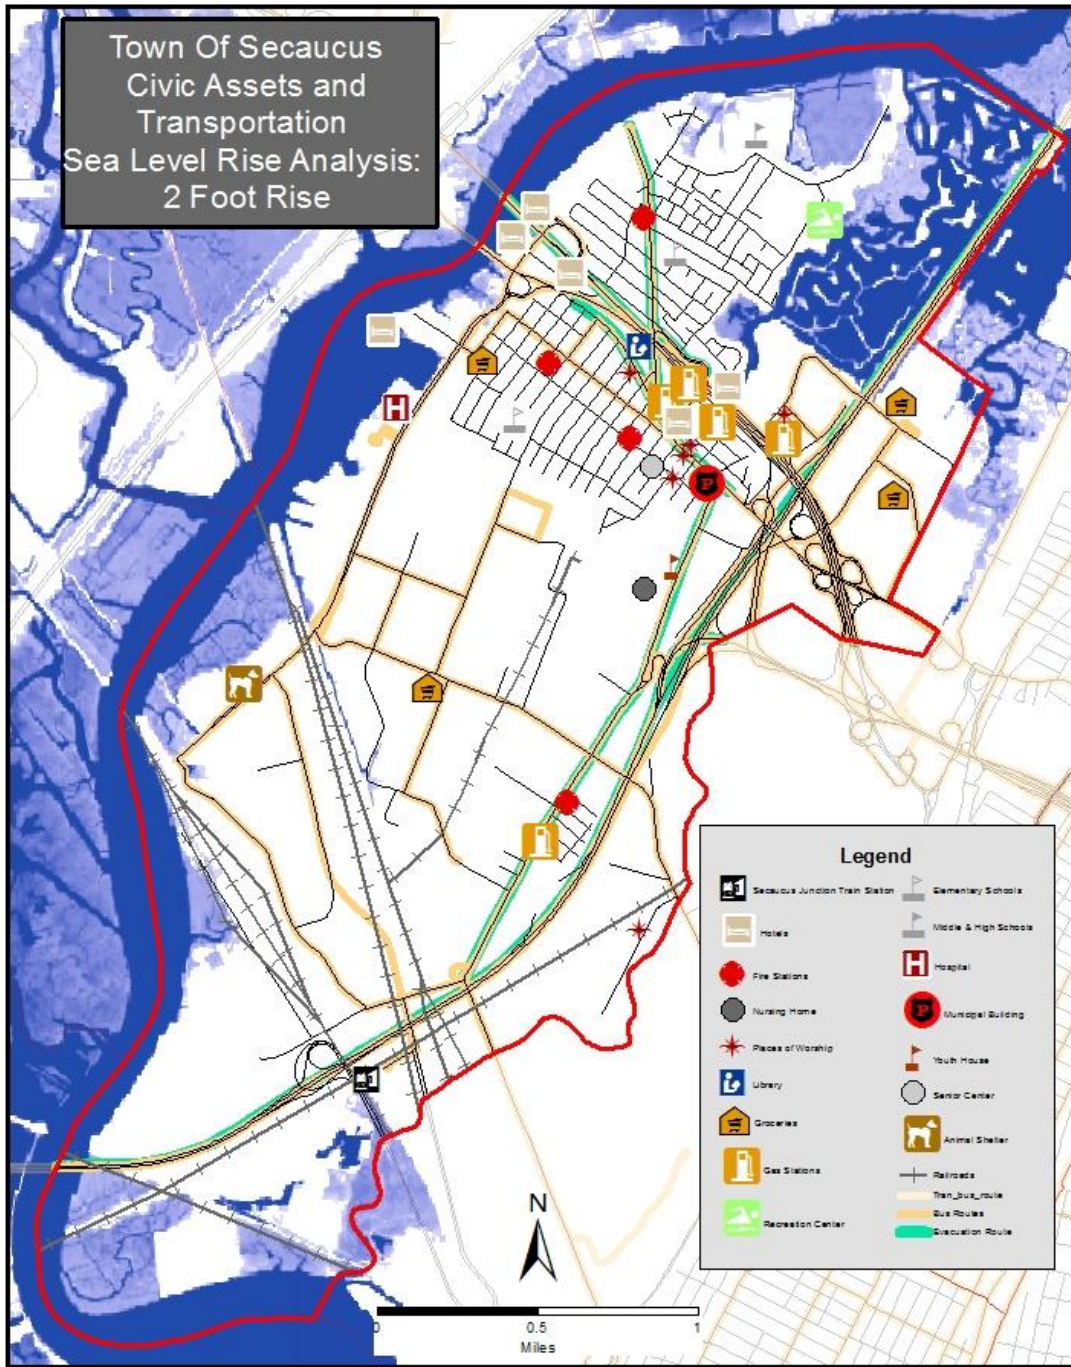 Town Of Secaucus
Civic Assets and
Transportation
Sea Level Rise Analysis:
2 Foot Rise
H
P
Legend
Secaucus Junction Train Station
Elementary Schools
Hotels
Middle & High Schools
H
Hospital
Fire Stations
P
Municipal Building
Nursing Home
Places of Worship
Youth House
Library
Senior Center
Groceries
Animal Shelter
Gas Stations
Railroads
Tran_bus_route
Bus Routes
Recreation Center
Evacuation Route
N
0 0.5 1
Miles